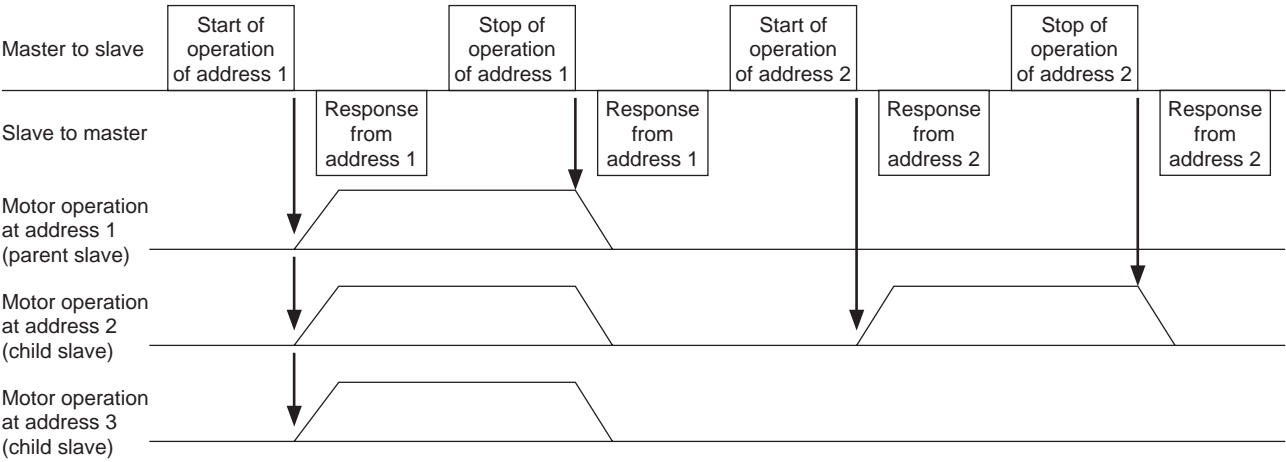 Master to slave
Start of
operation
of address 1
Stop of
operation
of address 1
Start of
operation
of address 2
Stop of
operation
of address 2
Slave to master
Response
from
address 1
Response
from
address 1
Response
from
address 2
Response
from
address 2
Motor operation
at address 1
(parent slave)
Motor operation
at address 2
(child slave)
Motor operation
at address 3
(child slave)